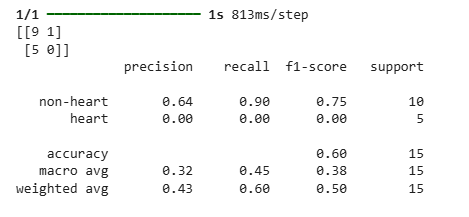 1/1 ━━━━━━━━━━━━━━━━━━━━ 1s 813ms/step
[[9 1]
 [5 0]]
              precision    recall  f1-score   support

   non-heart       0.64      0.90      0.75        10
       heart       0.00      0.00      0.00         5

    accuracy                           0.60        15
   macro avg       0.32      0.45      0.38        15
weighted avg       0.43      0.60      0.50        15